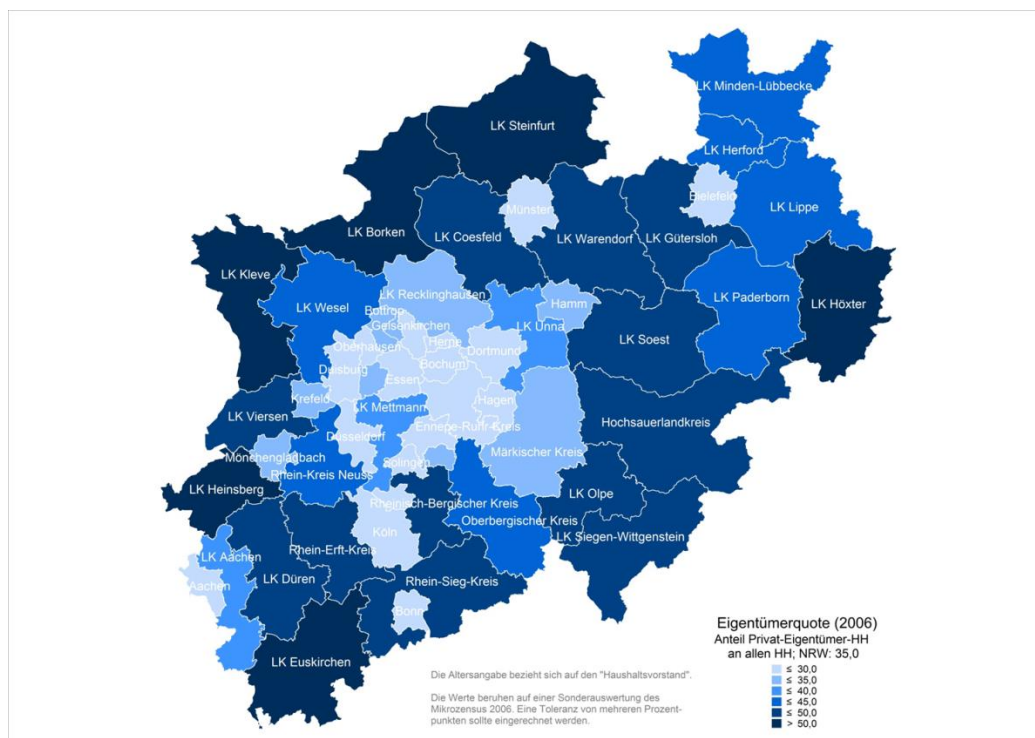 LK Minden-Lübbecke
LK Steinfurt
LK Herford
Bielefeld
LK Lippe
Münster
LK Borken
LK Coesfeld
LK Warendorf
LK Gütersloh
LK Kleve
LK Recklinghausen
LK Wesel
LK Paderborn
LK Höxter
Bottrop
Hamm
Gelsenkirchen
LK Unna
Oberhausen
Herne
Dortmund
LK Soest
Bochum
Duisburg
Essen
Krefeld
Hagen
LK Mettmann
LK Viersen
Hochsauerlandkreis
Düsseldorf
Ennepe-Ruhr-Kreis
Märkischer Kreis
Mönchengladbach
Solingen
Rhein-Kreis Neuss
LK Heinsberg
LK Olpe
Rheinisch-Bergischer Kreis
Oberbergischer Kreis
Köln
LK Siegen-Wittgenstein
Rhein-Erft-Kreis
LK Aachen
LK Düren
Rhein-Sieg-Kreis
Aachen
Bonn
LK Euskirchen
Eigentümerquote (2006)
Anteil Privat-Eigentümer-HH
an allen HH; NRW: 35,0
≤ 30,0
≤ 35,0
≤ 40,0
≤ 45,0
≤ 50,0
> 50,0
Die Altersangabe bezieht sich auf den "Haushaltsvorstand".
Die Werte beruhen auf einer Sonderauswertung des
Mikrozensus 2006. Eine Toleranz von mehreren Prozent-
punkten sollte eingerechnet werden.